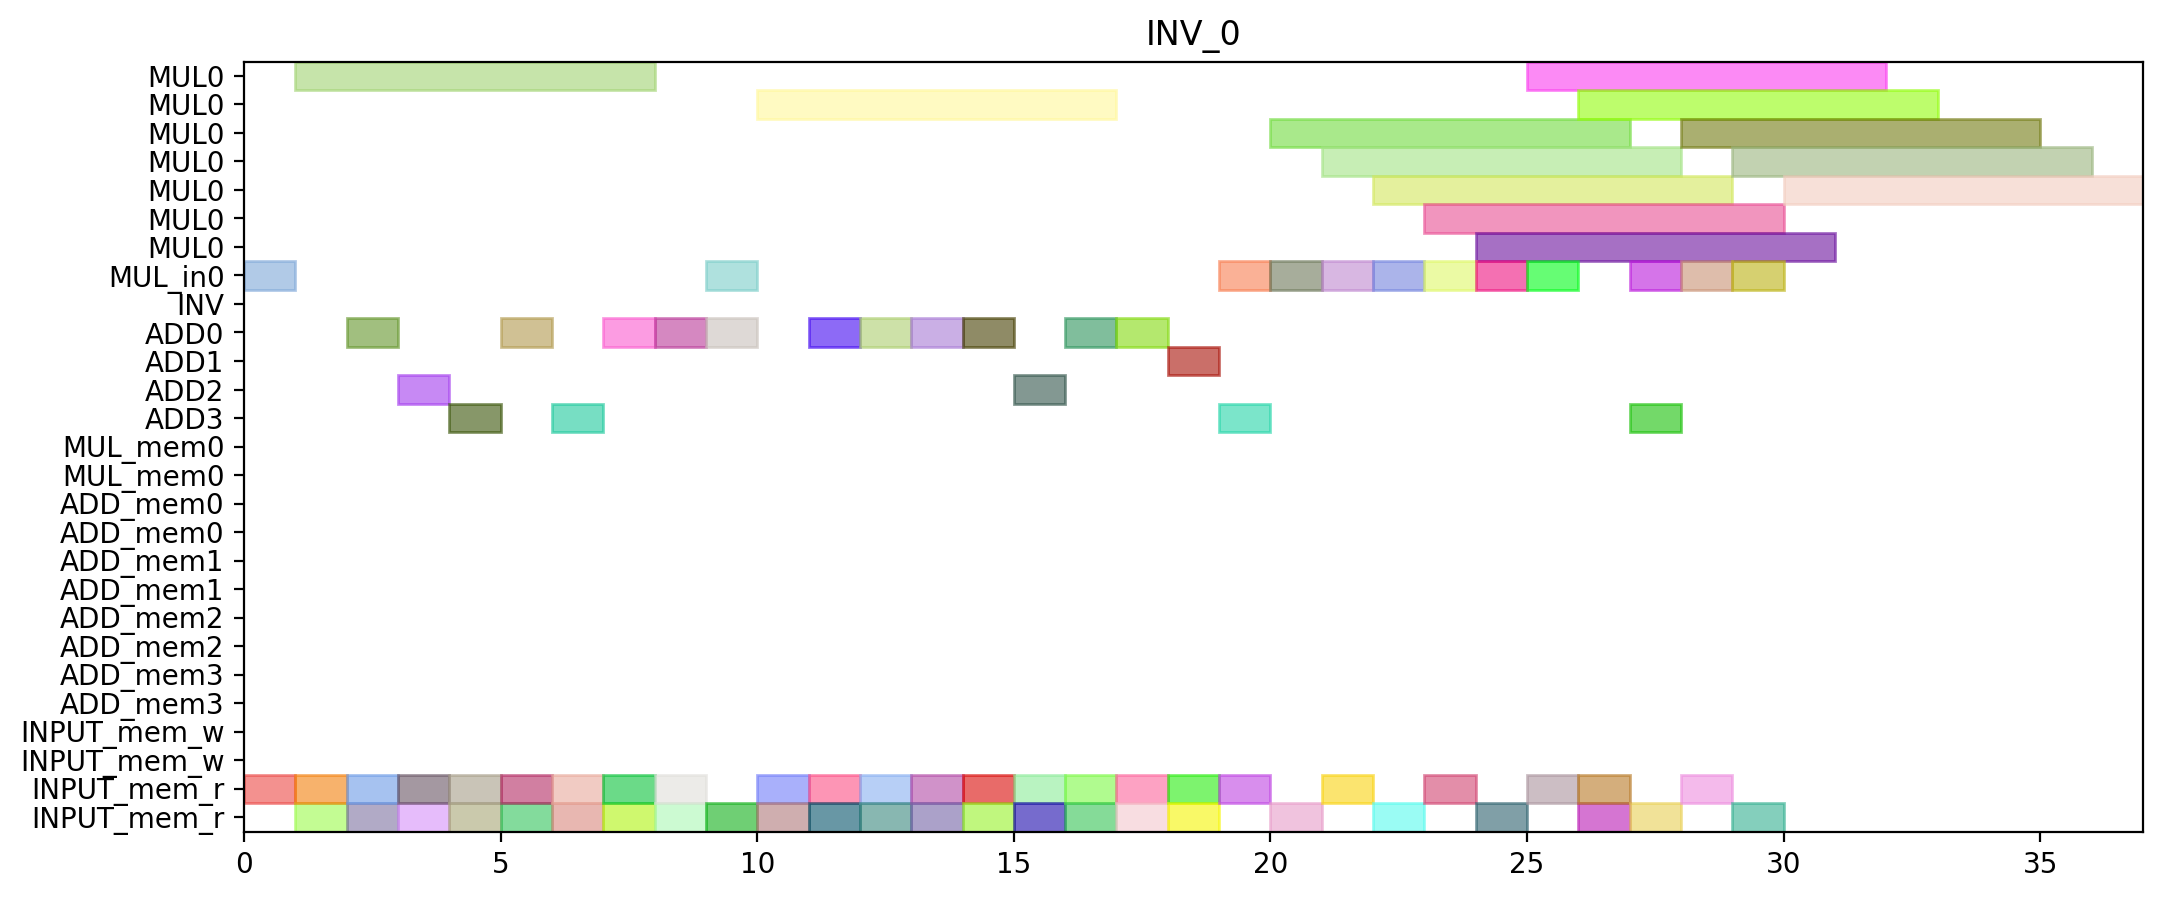 INV_0
MUL0
MUL0
MUL0
MUL0
MUL0
MUL0
MUL0
MUL_in0
INV
ADD0
ADD1
ADD2
ADD3
MUL_mem0
MUL_mem0
ADD_mem0
ADD_mem0
ADD_mem1
ADD_mem1
ADD_mem2
ADD_mem2
ADD_mem3
ADD_mem3
INPUT_mem_w
INPUT_mem_w
INPUT_mem_r
INPUT_mem_r
0 5 10 15 20 25 30 35